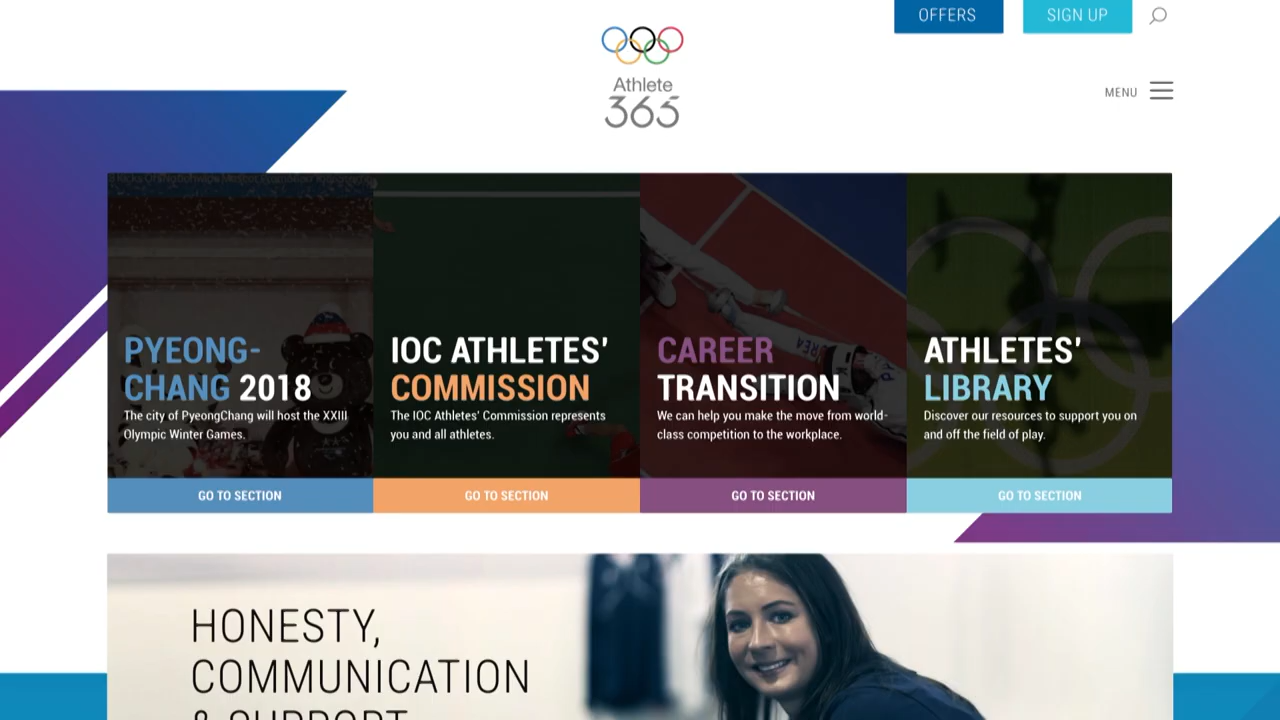 OFFERS
SIGN UP
Athlete
365
MENU
PYEONG-
CHANG 2018
The city of PyeongChang will host the XXIII
Olympic Winter Games.
GO TO SECTION
IOC ATHLETES'
COMMISSION
The IOC Athletes' Commission represents
you and all athletes.
GO TO SECTION
CAREER
TRANSITION
We can help you make the move from world-
class competition to the workplace.
GO TO SECTION
KOREA
ATHLETES'
LIBRARY
Discover our resources to support you on
and off the field of play.
GO TO SECTION
HONESTY,
COMMUNICATION
& SUPPORT